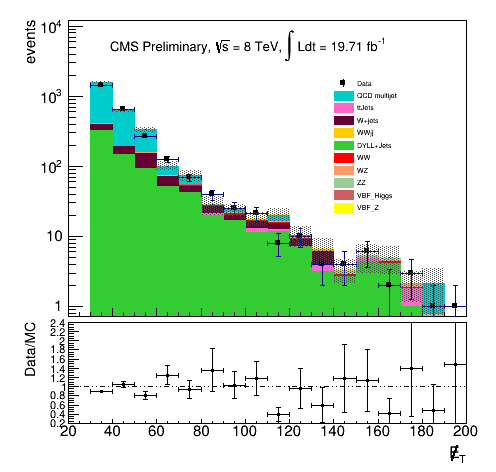 events
10⁴
CMS Preliminary, √s = 8 TeV, ∫ Ldt = 19.71 fb⁻¹
Data
QCD multijet
ttJets
W+jets
WWjj
DYLL+Jets
WW
WZ
ZZ
VBF_Higgs
VBF_Z
10³
10²
10
1
Data/MC
2.4
2.2
2
1.8
1.6
1.4
1.2
1
0.8
0.6
0.4
0.2
20 40 60 80 100 120 140 160 180 200
E̸_T